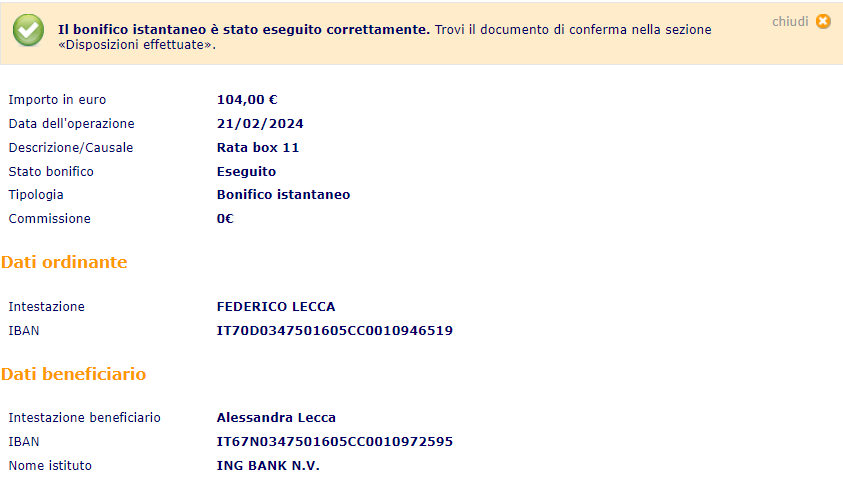 Il bonifico istantaneo è stato eseguito correttamente. Trovi il documento di conferma nella sezione
«Disposizioni effettuate».
chiudi
Importo in euro 104,00 €
Data dell'operazione 21/02/2024
Descrizione/Causale Rata box 11
Stato bonifico Eseguito
Tipologia Bonifico istantaneo
Commissione 0€
Dati ordinante
Intestazione FEDERICO LECCA
IBAN IT70D0347501605CC0010946519
Dati beneficiario
Intestazione beneficiario Alessandra Lecca
IBAN IT67N0347501605CC0010972595
Nome istituto ING BANK N.V.